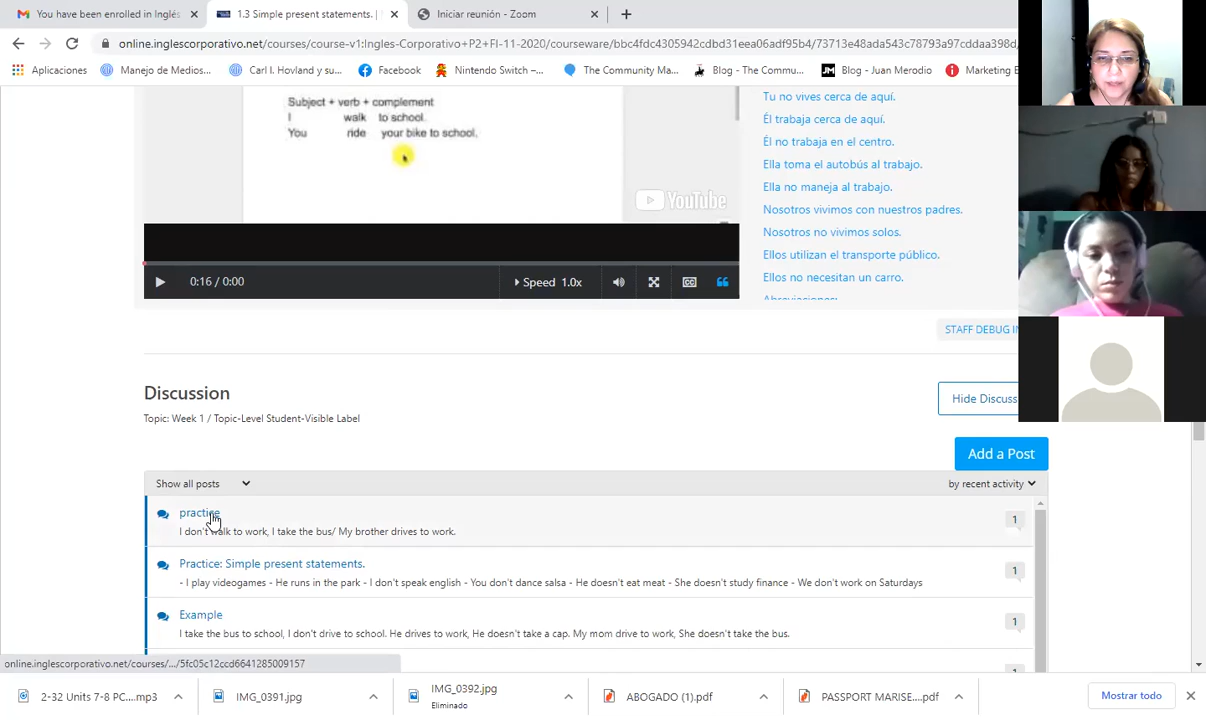 You have been enrolled in Inglés
1.3 Simple present statements. |
Iniciar reunión - Zoom
online.inglescorporativo.net/courses/course-v1:Ingles-Corporativo+P2+FI-11-2020/courseware/bbc4fdc4305942cdbd31eea06adf95b4/73713e48ada543c78793a97cddaa398d/
Aplicaciones
Manejo de Medios...
Carl I. Hovland y su...
Facebook
Nintendo Switch –...
The Community Ma...
Blog - The Commu...
Blog - Juan Merodio
Marketing E
Subject + verb + complement
I walk to school.
You ride your bike to school.
YouTube
Tu no vives cerca de aquí.
Él trabaja cerca de aquí.
Él no trabaja en el centro.
Ella toma el autobús al trabajo.
Ella no maneja al trabajo.
Nosotros vivimos con nuestros padres.
Nosotros no vivimos solos.
Ellos utilizan el transporte público.
Ellos no necesitan un carro.
Abreviaciones:
0:16 / 0:00
Speed 1.0x
STAFF DEBUG IN
Discussion
Topic: Week 1 / Topic-Level Student-Visible Label
Hide Discuss
Add a Post
Show all posts
by recent activity
practice
I don't walk to work, I take the bus/ My brother drives to work.
1
Practice: Simple present statements.
- I play videogames - He runs in the park - I don't speak english - You don't dance salsa - He doesn't eat meat - She doesn't study finance - We don't work on Saturdays
1
Example
I take the bus to school, I don't drive to school. He drives to work, He doesn't take a cap. My mom drive to work, She doesn't take the bus.
1
online.inglescorporativo.net/courses/.../5fc05c12ccd6641285009157
2-32 Units 7-8 PC....mp3
IMG_0391.jpg
IMG_0392.jpg
Eliminado
ABOGADO (1).pdf
PASSPORT MARISE....pdf
Mostrar todo